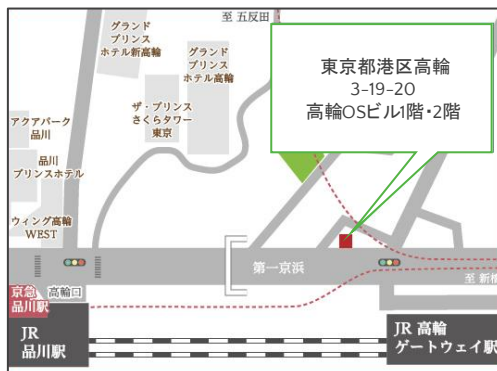 至 五反田
グランド
プリンス
ホテル新高輪
グランド
プリンス
ホテル高輪
東京都港区高輪
3-19-20
高輪OSビル1階・2階
ザ・プリンス
さくらタワー
東京
アクアパーク
品川
品川
プリンスホテル
ウィング高輪
WEST
第一京浜
至 新橋
京急
品川駅
高輪口
JR
品川駅
JR 高輪
ゲートウェイ駅